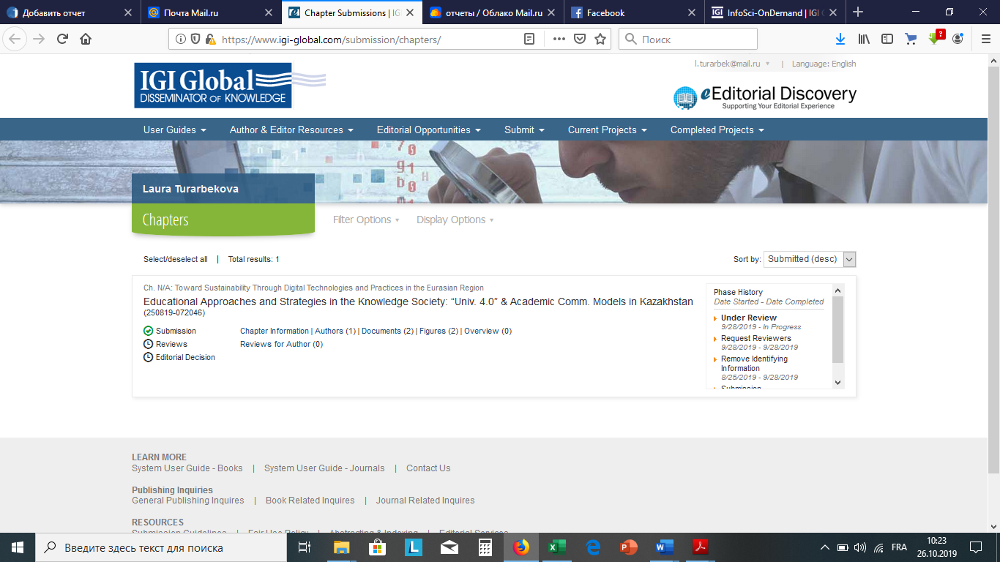 Добавить отчет
Почта Mail.ru
Chapter Submissions | IG
отчеты / Облако Mail.ru
Facebook
InfoSci-OnDemand | IGI
https://www.igi-global.com/submission/chapters/
Поиск
IGI Global
DISSEMINATOR OF KNOWLEDGE
l.turarbek@mail.ru | Language: English
eEditorial Discovery
Supporting Your Editorial Experience
User Guides Author & Editor Resources Editorial Opportunities Submit Current Projects Completed Projects
Laura Turarbekova
Chapters
Filter Options Display Options
Select/deselect all | Total results: 1
Sort by: Submitted (desc)
Ch. N/A: Toward Sustainability Through Digital Technologies and Practices in the Eurasian Region
Educational Approaches and Strategies in the Knowledge Society: “Univ. 4.0” & Academic Comm. Models in Kazakhstan
(250819-072046)
Submission Chapter Information | Authors (1) | Documents (2) | Figures (2) | Overview (0)
Reviews Reviews for Author (0)
Editorial Decision
Phase History
Date Started - Date Completed
Under Review
9/28/2019 - In Progress
Request Reviewers
9/28/2019 - 9/28/2019
Remove Identifying
Information
8/25/2019 - 9/28/2019
Submission
LEARN MORE
System User Guide - Books | System User Guide - Journals | Contact Us
Publishing Inquiries
General Publishing Inquires | Book Related Inquires | Journal Related Inquires
RESOURCES
Submission Guidelines | Fair Use Policy | Abstracting & Indexing | Editorial Services
Введите здесь текст для поиска
FRA
10:23
26.10.2019